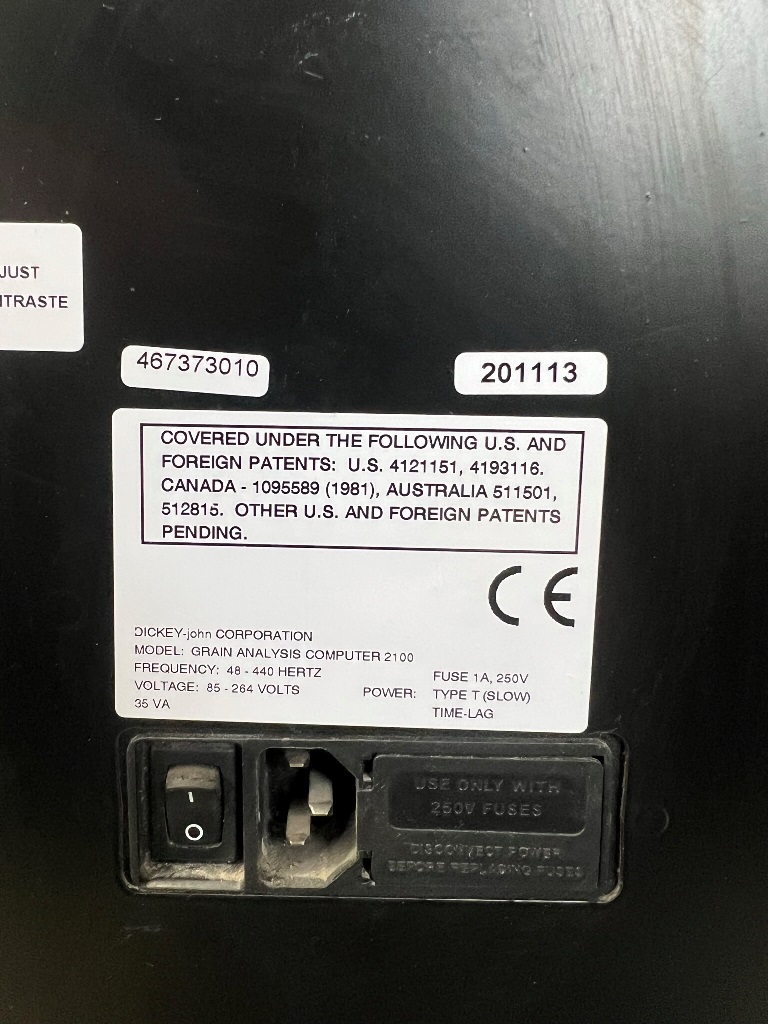 JUST
TRASTE
467373010
201113
COVERED UNDER THE FOLLOWING U.S. AND
FOREIGN PATENTS: U.S. 4121151, 4193116.
CANADA - 1095589 (1981), AUSTRALIA 511501,
512815. OTHER U.S. AND FOREIGN PATENTS
PENDING.
CE
DICKEY-john CORPORATION
MODEL: GRAIN ANALYSIS COMPUTER 2100
FREQUENCY: 48 - 440 HERTZ
VOLTAGE: 85 - 264 VOLTS
35 VA
POWER:
FUSE 1A, 250V
TYPE T (SLOW)
TIME-LAG
USE ONLY WITH
250V FUSES
DISCONNECT POWER
BEFORE REPLACING FUSES